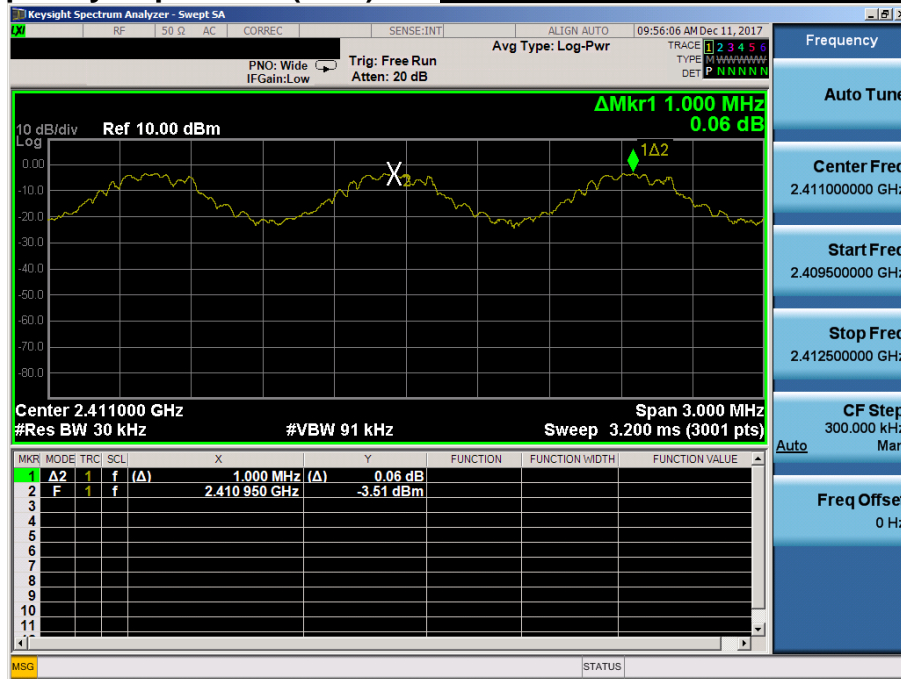 Keysight Spectrum Analyzer - Swept SA
LXI RF 50 Ω AC CORREC SENSE:INT ALIGN AUTO 09:56:06 AM Dec 11, 2017
PNO: Wide
IFGain:Low
Trig: Free Run
Atten: 20 dB
Avg Type: Log-Pwr
TRACE 1 2 3 4 5 6
TYPE M WWWWW
DET P N N N N N
ΔMkr1 1.000 MHz
0.06 dB
10 dB/div Ref 10.00 dBm
Log
1Δ2
0.00
X2
-10.0
-20.0
-30.0
-40.0
-50.0
-60.0
-70.0
-80.0
Center 2.411000 GHz Span 3.000 MHz
#Res BW 30 kHz #VBW 91 kHz Sweep 3.200 ms (3001 pts)
MKR MODE TRC SCL X Y FUNCTION FUNCTION WIDTH FUNCTION VALUE
1 Δ2 1 f (Δ) 1.000 MHz (Δ) 0.06 dB
2 F 1 f 2.410 950 GHz -3.51 dBm
3
4
5
6
7
8
9
10
11
MSG STATUS
Frequency
Auto Tune
Center Freq
2.411000000 GHz
Start Freq
2.409500000 GHz
Stop Freq
2.412500000 GHz
CF Step
300.000 kHz
Auto Man
Freq Offset
0 Hz